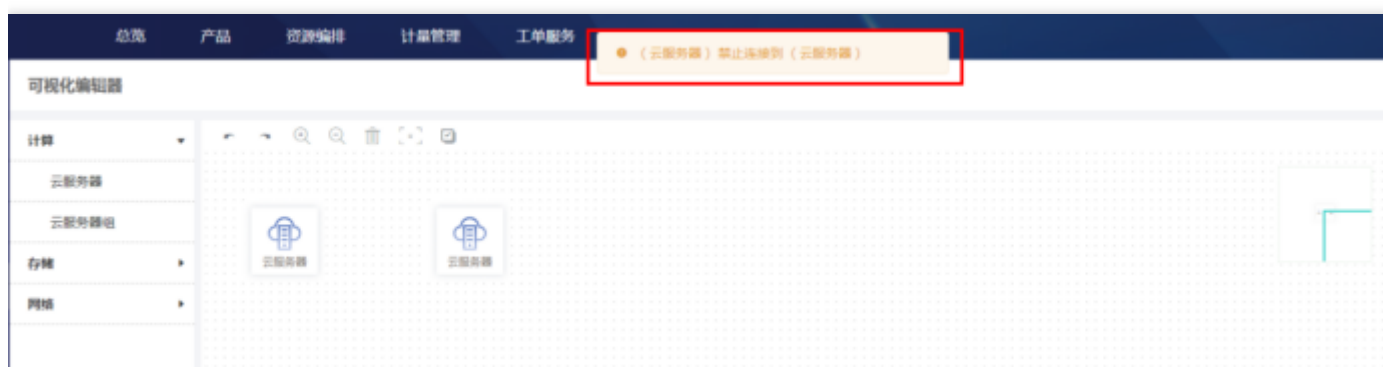 总览 产品 资源编排 计量管理 工单服务
（云服务器）禁止连接到（云服务器）
可视化编辑器
计算
云服务器
云服务器组
存储
网络
云服务器 云服务器